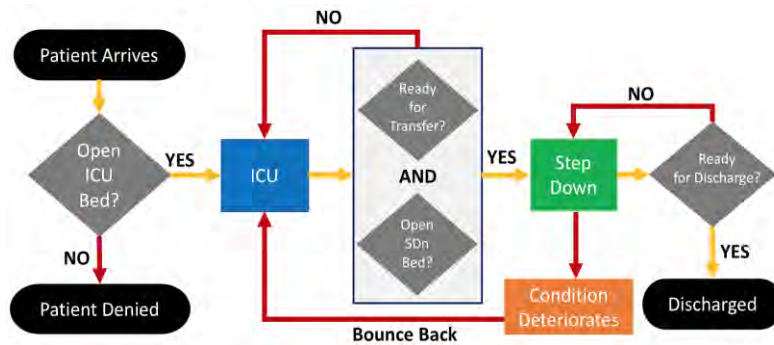 Patient Arrives
Open
ICU
Bed?
YES
NO
Patient Denied
ICU
NO
Ready
for
Transfer?
AND
Open
SDn
Bed?
YES
Step
Down
NO
Ready
for Discharge?
YES
Discharged
Condition
Deteriorates
Bounce Back